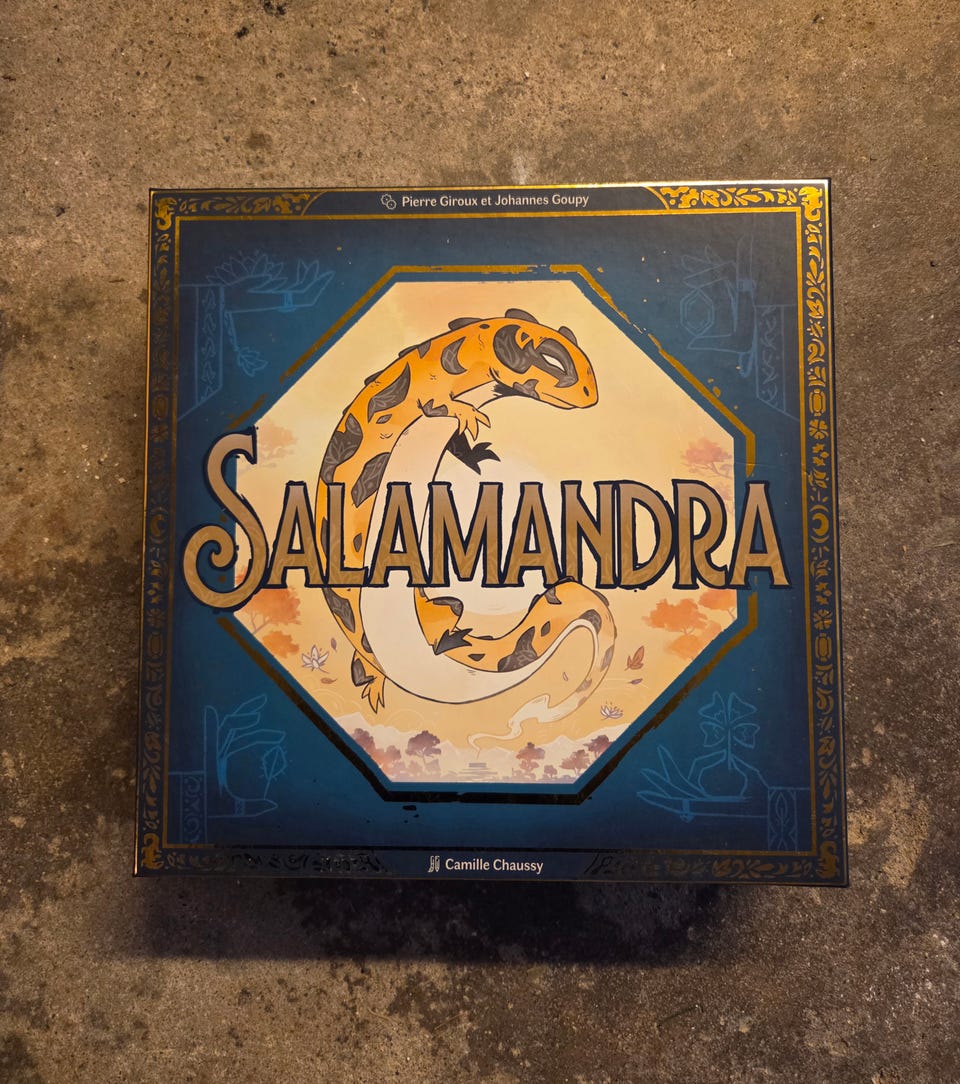 Pierre Giroux et Johannes Goupy
SALAMANDRA
Camille Chaussy